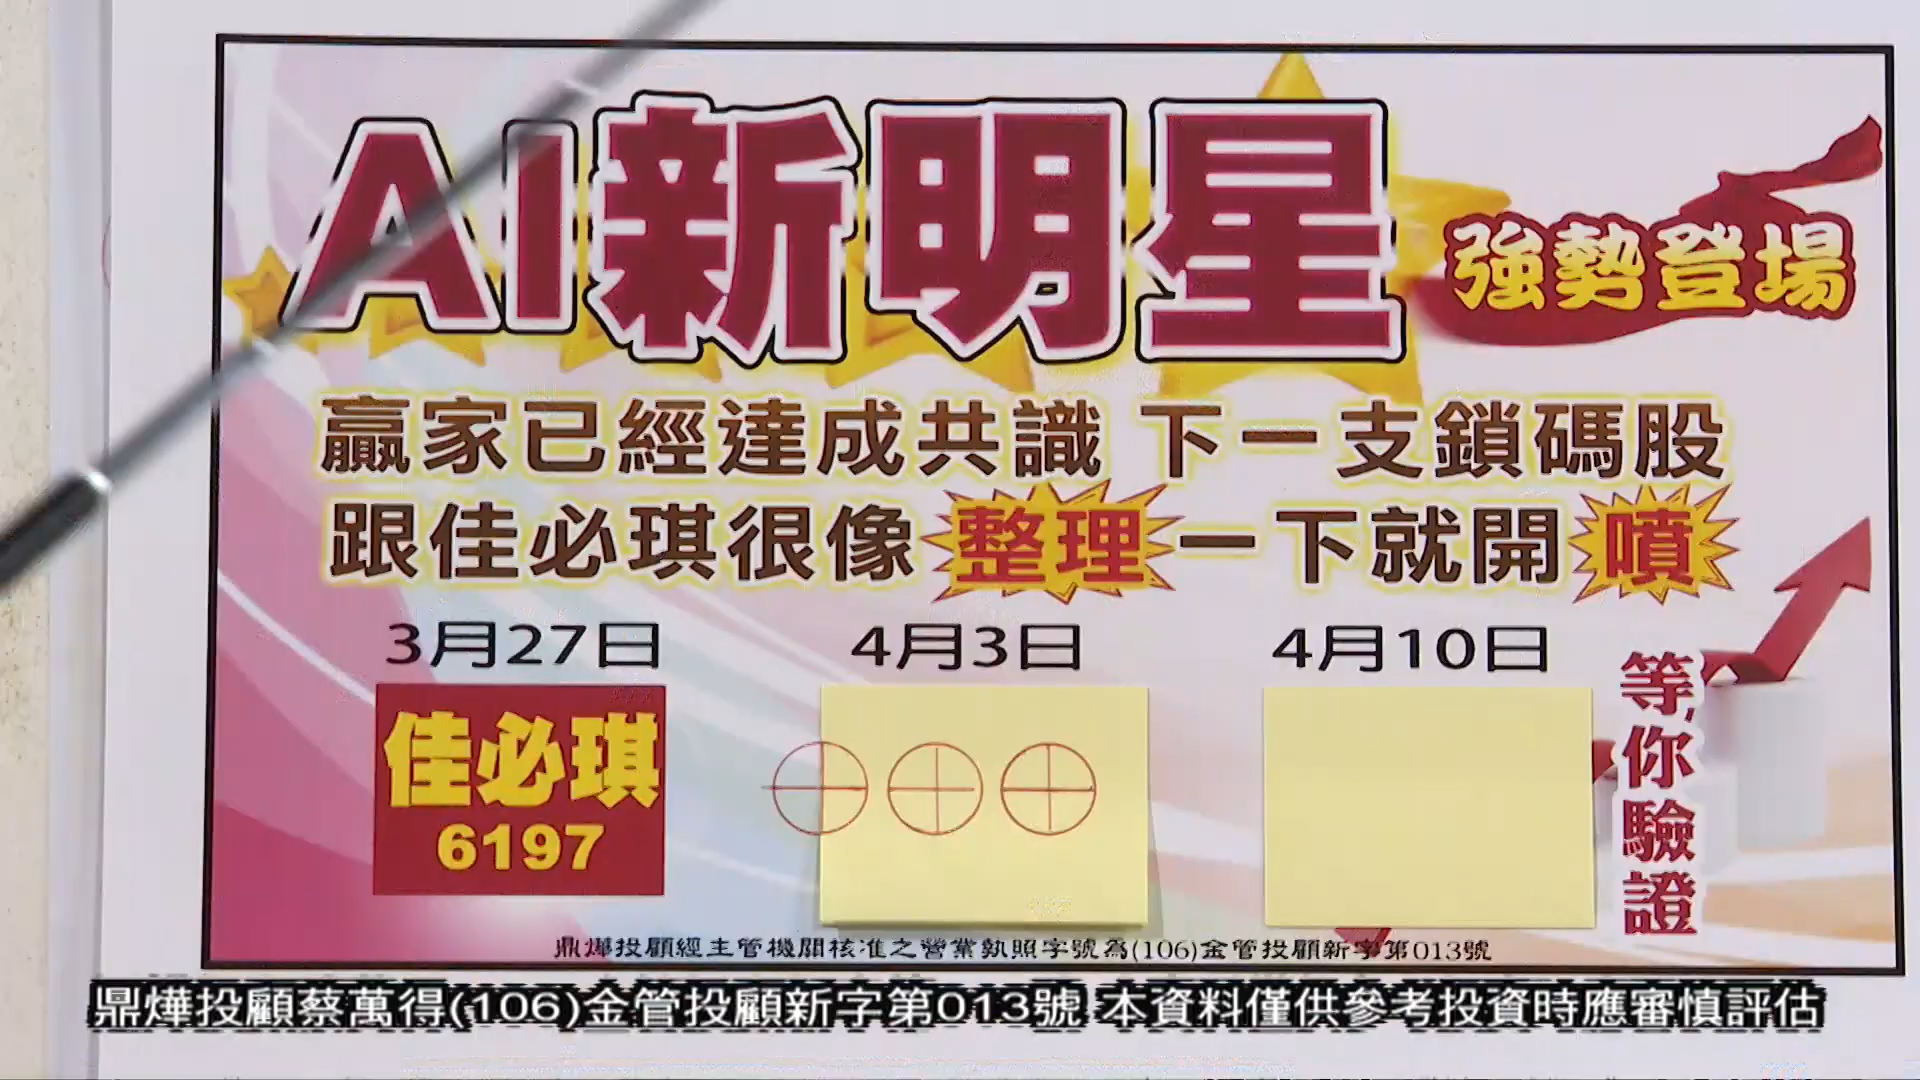 AI新明星
強勢登場
贏家已經達成共識 下一支鎖碼股
跟佳必琪很像整理一下就開噴
3月27日
4月3日
4月10日
佳必琪
6197
等你驗證
鼎燁投顧經主管機關核准之營業執照字號為(106)金管投顧新字第013號
鼎燁投顧蔡萬得(106)金管投顧新字第013號 本資料僅供參考投資時應審慎評估